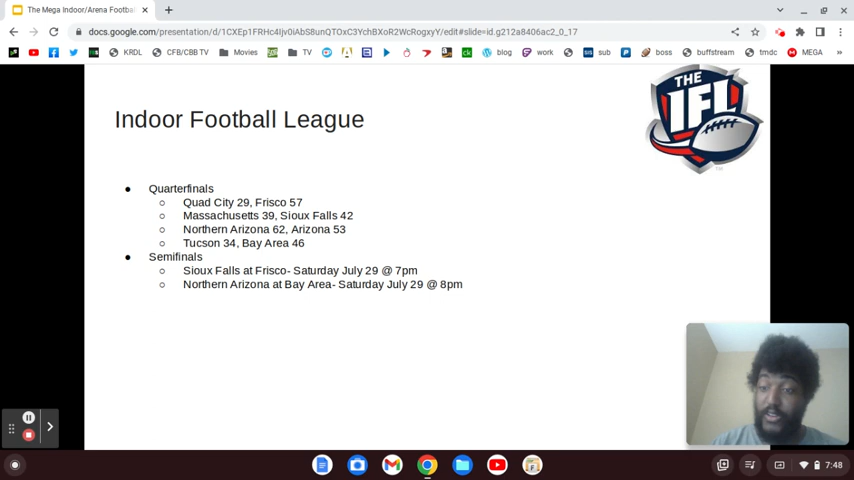 The Mega Indoor/Arena Footbal
docs.google.com/presentation/d/1CXEp1FRHc4Ijv0iAbS8unQTOxC3YchBXoR2WcRogxyY/edit#slide=id.g212a8406ac2_0_17
KRDL
CFB/CBB TV
Movies
TV
blog
work
sub
boss
buffstream
tmdc
MEGA
THE
IFL
Indoor Football League
● Quarterfinals
○ Quad City 29, Frisco 57
○ Massachusetts 39, Sioux Falls 42
○ Northern Arizona 62, Arizona 53
○ Tucson 34, Bay Area 46
● Semifinals
○ Sioux Falls at Frisco- Saturday July 29 @ 7pm
○ Northern Arizona at Bay Area- Saturday July 29 @ 8pm
7:48